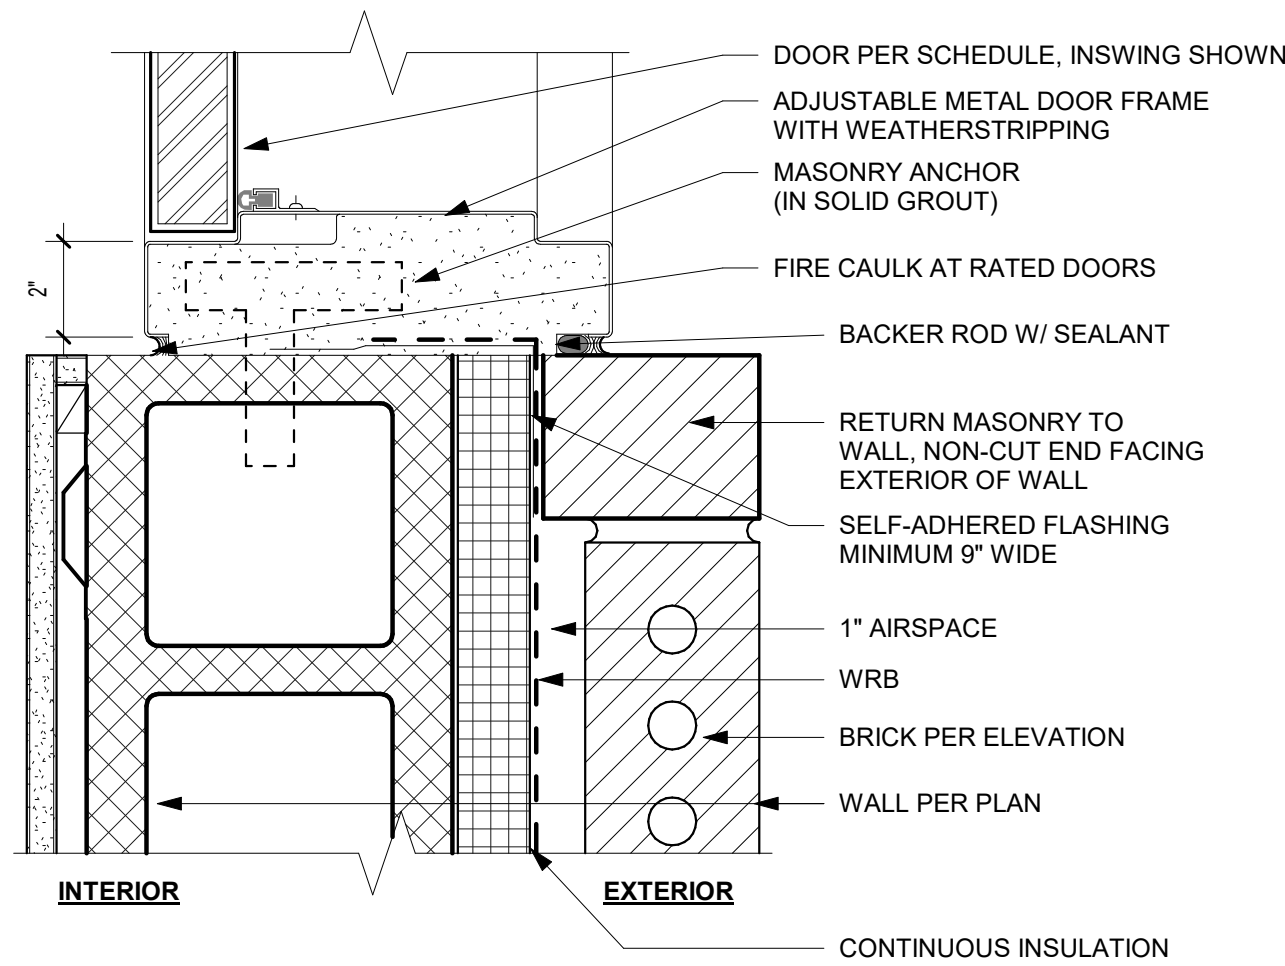 DOOR PER SCHEDULE, INSWING SHOWN
ADJUSTABLE METAL DOOR FRAME
WITH WEATHERSTRIPPING
MASONRY ANCHOR
(IN SOLID GROUT)
FIRE CAULK AT RATED DOORS
2"
BACKER ROD W/ SEALANT
RETURN MASONRY TO
WALL, NON-CUT END FACING
EXTERIOR OF WALL
SELF-ADHERED FLASHING
MINIMUM 9" WIDE
1" AIRSPACE
WRB
BRICK PER ELEVATION
WALL PER PLAN
INTERIOR
EXTERIOR
CONTINUOUS INSULATION